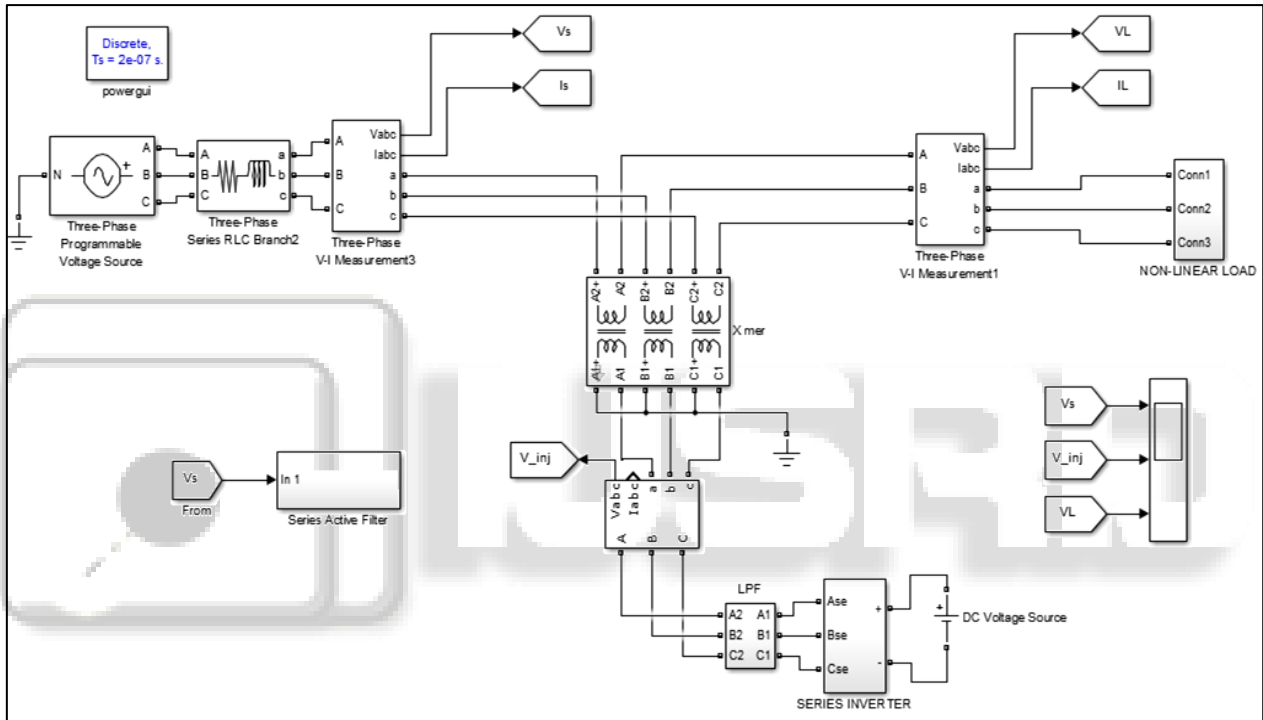 Discrete,
Ts = 2e-07 s.
powergui
Vs
Is
VL
IL
N
A
B
C
Three-Phase
Programmable
Voltage Source
A
B
C
a
b
c
Three-Phase
Series RLC Branch2
A
B
C
Vabc
Iabc
a
b
c
Three-Phase
V-I Measurement3
A
B
C
Vabc
Iabc
a
b
c
Three-Phase
V-I Measurement1
Conn1
Conn2
Conn3
NON-LINEAR LOAD
A2+
A2
B2+
B2
C2+
C2
X mer
A1+
A1
B1+
B1
C1+
C1
V_inj
Vabc
Iabc
a
b
c
A
B
C
Vs
From
In 1
Series Active Filter
Vs
V_inj
VL
LPF
A2
B2
C2
A1
B1
C1
Ase
Bse
Cse
+
-
SERIES INVERTER
+
DC Voltage Source
IJSRD